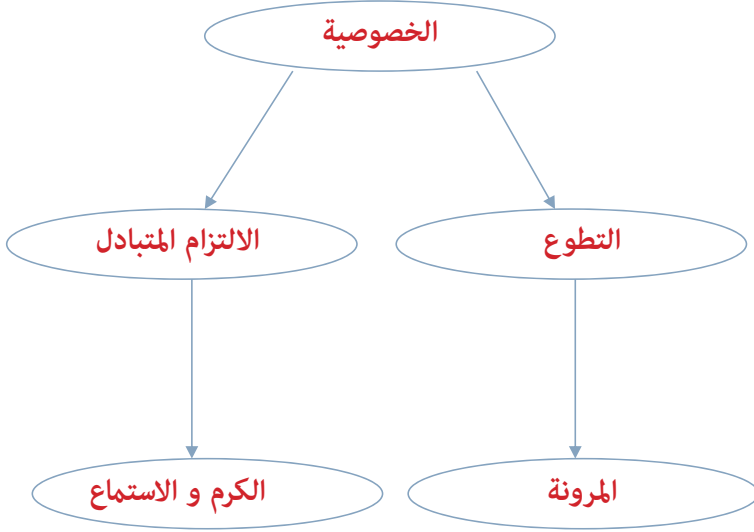 الخصوصية
التطوع
الالتزام المتبادل
المرونة
الكرم و الاستماع